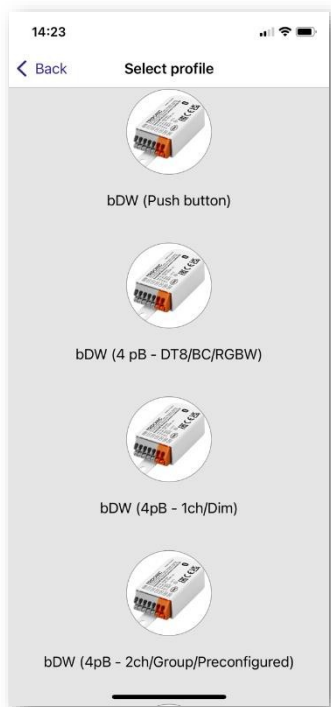 14:23
Back
Select profile
bDW (Push button)
bDW (4 pB - DT8/BC/RGBW)
bDW (4pB - 1ch/Dim)
bDW (4pB - 2ch/Group/Preconfigured)